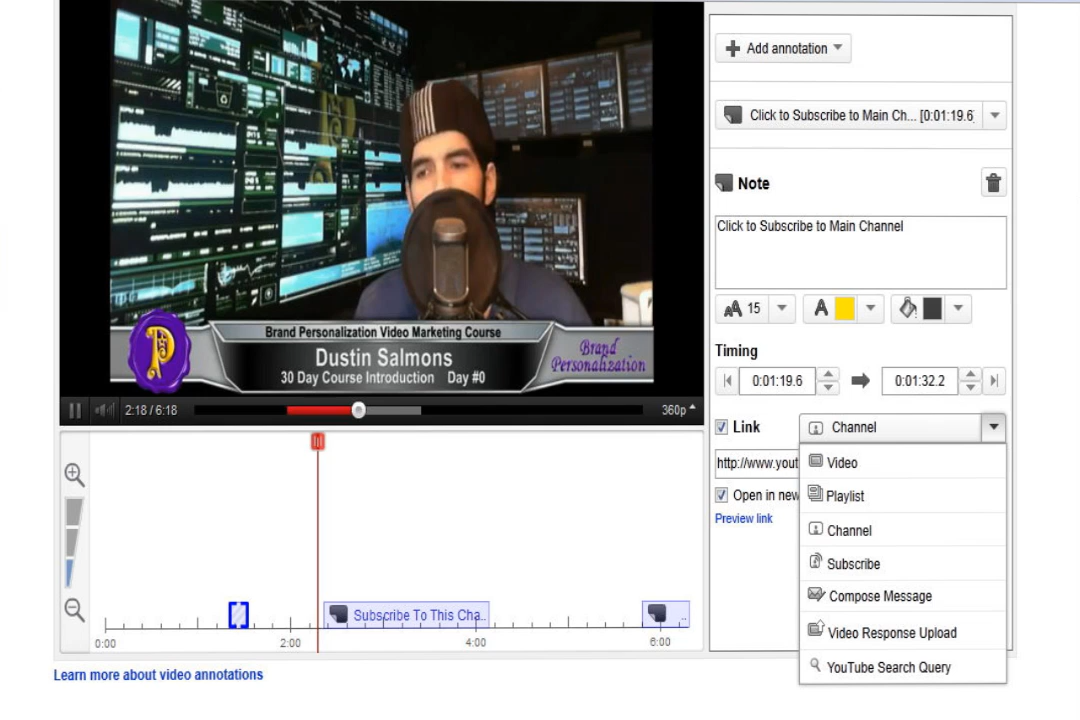 Brand Personalization Video Marketing Course
Dustin Salmons
30 Day Course Introduction Day #0
Brand
Personalization
P
2:18 / 6:18
360p
Subscribe To This Cha..
..
0:00
2:00
4:00
6:00
Learn more about video annotations
Add annotation
Click to Subscribe to Main Ch... [0:01:19.6
Note
Click to Subscribe to Main Channel
AA 15
A
Timing
0:01:19.6
0:01:32.2
Link
Channel
http://www.yout
Open in new
Preview link
Video
Playlist
Channel
Subscribe
Compose Message
Video Response Upload
YouTube Search Query